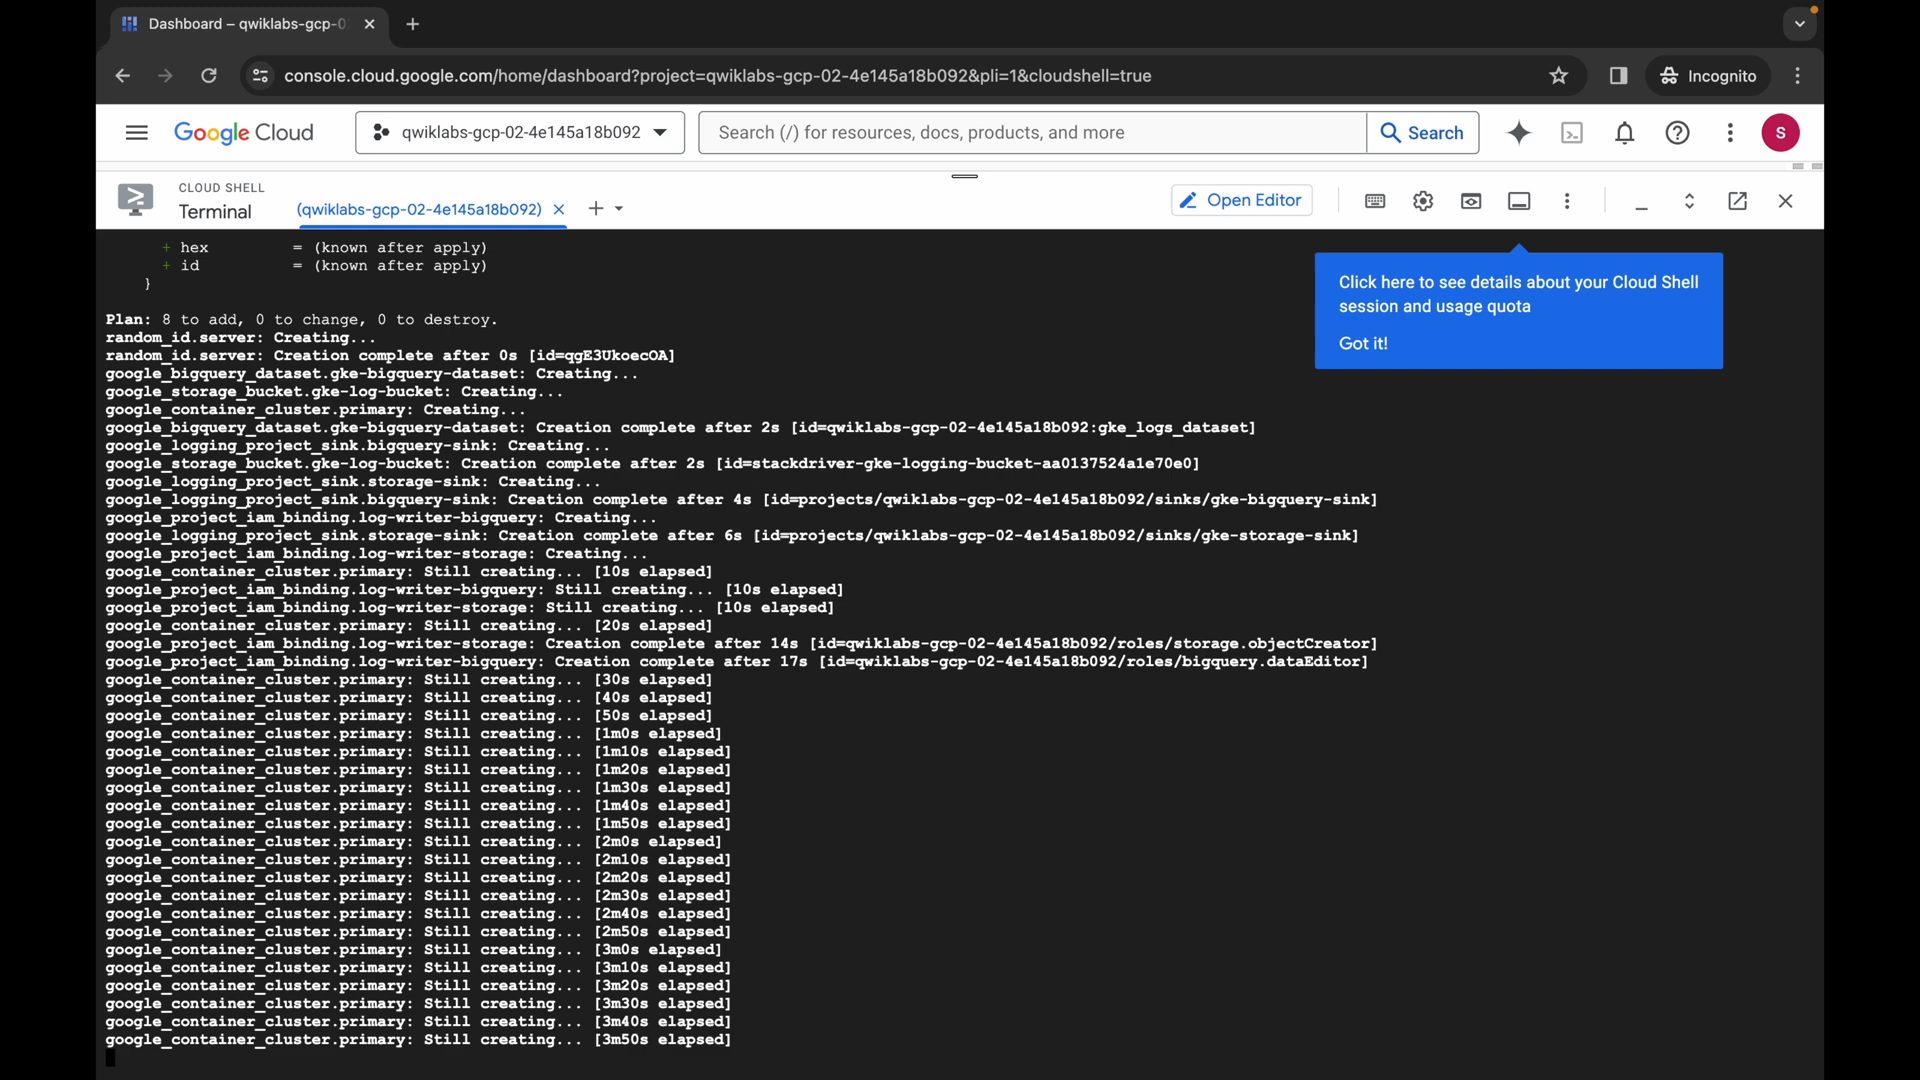 Dashboard – qwiklabs-gcp-0
console.cloud.google.com/home/dashboard?project=qwiklabs-gcp-02-4e145a18b092&pli=1&cloudshell=true
Incognito
Google Cloud
qwiklabs-gcp-02-4e145a18b092
Search (/) for resources, docs, products, and more
Search
S
CLOUD SHELL
Terminal
(qwiklabs-gcp-02-4e145a18b092)
Open Editor
Click here to see details about your Cloud Shell
session and usage quota
Got it!
+ hex         = (known after apply)
+ id          = (known after apply)
}
Plan: 8 to add, 0 to change, 0 to destroy.
random_id.server: Creating...
random_id.server: Creation complete after 0s [id=qgE3UkoecOA]
google_bigquery_dataset.gke-bigquery-dataset: Creating...
google_storage_bucket.gke-log-bucket: Creating...
google_container_cluster.primary: Creating...
google_bigquery_dataset.gke-bigquery-dataset: Creation complete after 2s [id=qwiklabs-gcp-02-4e145a18b092:gke_logs_dataset]
google_logging_project_sink.bigquery-sink: Creating...
google_storage_bucket.gke-log-bucket: Creation complete after 2s [id=stackdriver-gke-logging-bucket-aa0137524a1e70e0]
google_logging_project_sink.storage-sink: Creating...
google_logging_project_sink.bigquery-sink: Creation complete after 4s [id=projects/qwiklabs-gcp-02-4e145a18b092/sinks/gke-bigquery-sink]
google_project_iam_binding.log-writer-bigquery: Creating...
google_logging_project_sink.storage-sink: Creation complete after 6s [id=projects/qwiklabs-gcp-02-4e145a18b092/sinks/gke-storage-sink]
google_project_iam_binding.log-writer-storage: Creating...
google_container_cluster.primary: Still creating... [10s elapsed]
google_project_iam_binding.log-writer-bigquery: Still creating... [10s elapsed]
google_project_iam_binding.log-writer-storage: Still creating... [10s elapsed]
google_container_cluster.primary: Still creating... [20s elapsed]
google_project_iam_binding.log-writer-storage: Creation complete after 14s [id=qwiklabs-gcp-02-4e145a18b092/roles/storage.objectCreator]
google_project_iam_binding.log-writer-bigquery: Creation complete after 17s [id=qwiklabs-gcp-02-4e145a18b092/roles/bigquery.dataEditor]
google_container_cluster.primary: Still creating... [30s elapsed]
google_container_cluster.primary: Still creating... [40s elapsed]
google_container_cluster.primary: Still creating... [50s elapsed]
google_container_cluster.primary: Still creating... [1m0s elapsed]
google_container_cluster.primary: Still creating... [1m10s elapsed]
google_container_cluster.primary: Still creating... [1m20s elapsed]
google_container_cluster.primary: Still creating... [1m30s elapsed]
google_container_cluster.primary: Still creating... [1m40s elapsed]
google_container_cluster.primary: Still creating... [1m50s elapsed]
google_container_cluster.primary: Still creating... [2m0s elapsed]
google_container_cluster.primary: Still creating... [2m10s elapsed]
google_container_cluster.primary: Still creating... [2m20s elapsed]
google_container_cluster.primary: Still creating... [2m30s elapsed]
google_container_cluster.primary: Still creating... [2m40s elapsed]
google_container_cluster.primary: Still creating... [2m50s elapsed]
google_container_cluster.primary: Still creating... [3m0s elapsed]
google_container_cluster.primary: Still creating... [3m10s elapsed]
google_container_cluster.primary: Still creating... [3m20s elapsed]
google_container_cluster.primary: Still creating... [3m30s elapsed]
google_container_cluster.primary: Still creating... [3m40s elapsed]
google_container_cluster.primary: Still creating... [3m50s elapsed]